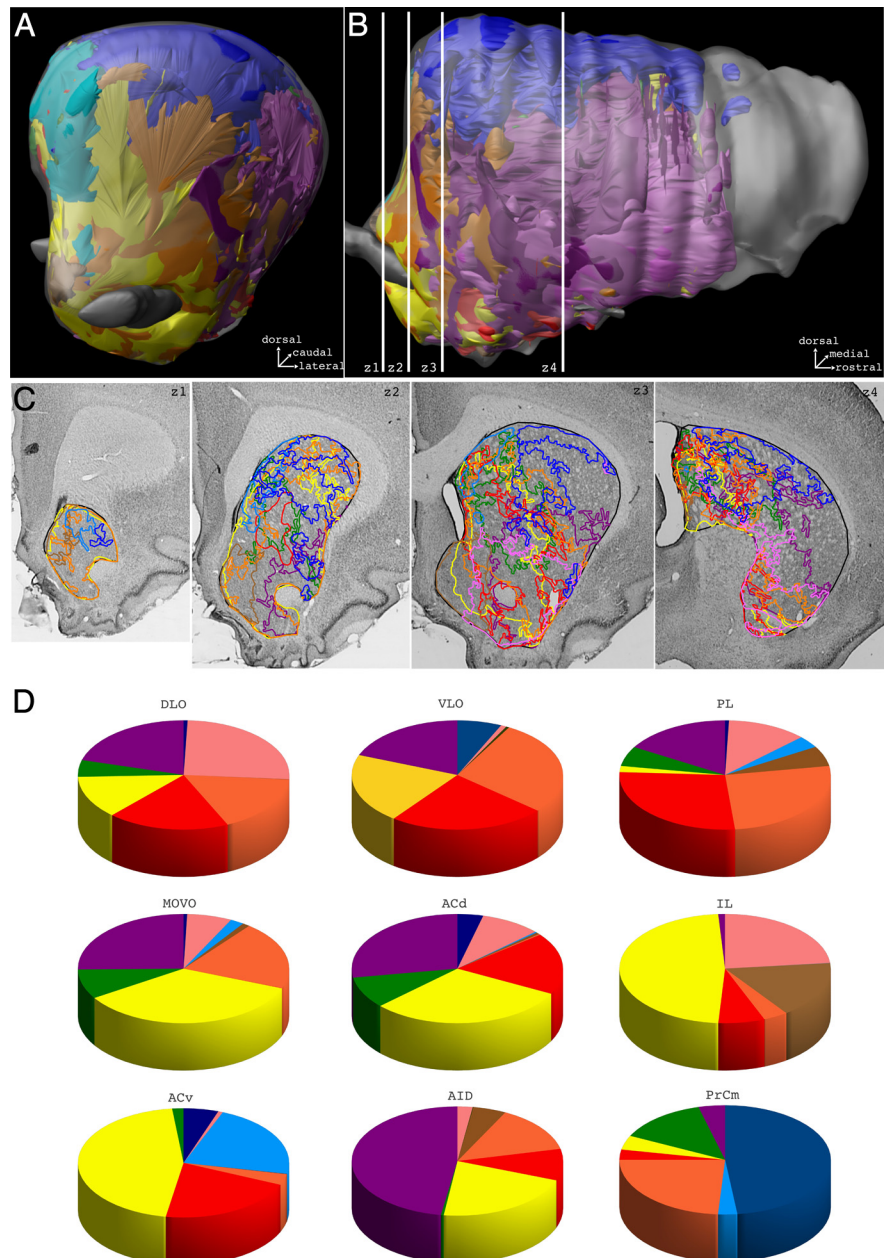 A
B
dorsal
caudal
lateral
z1 z2 z3 z4
dorsal
medial
rostral
C
z1
z2
z3
z4
D
DLO
VLO
PL
MOVO
ACd
IL
ACv
AID
PrCm